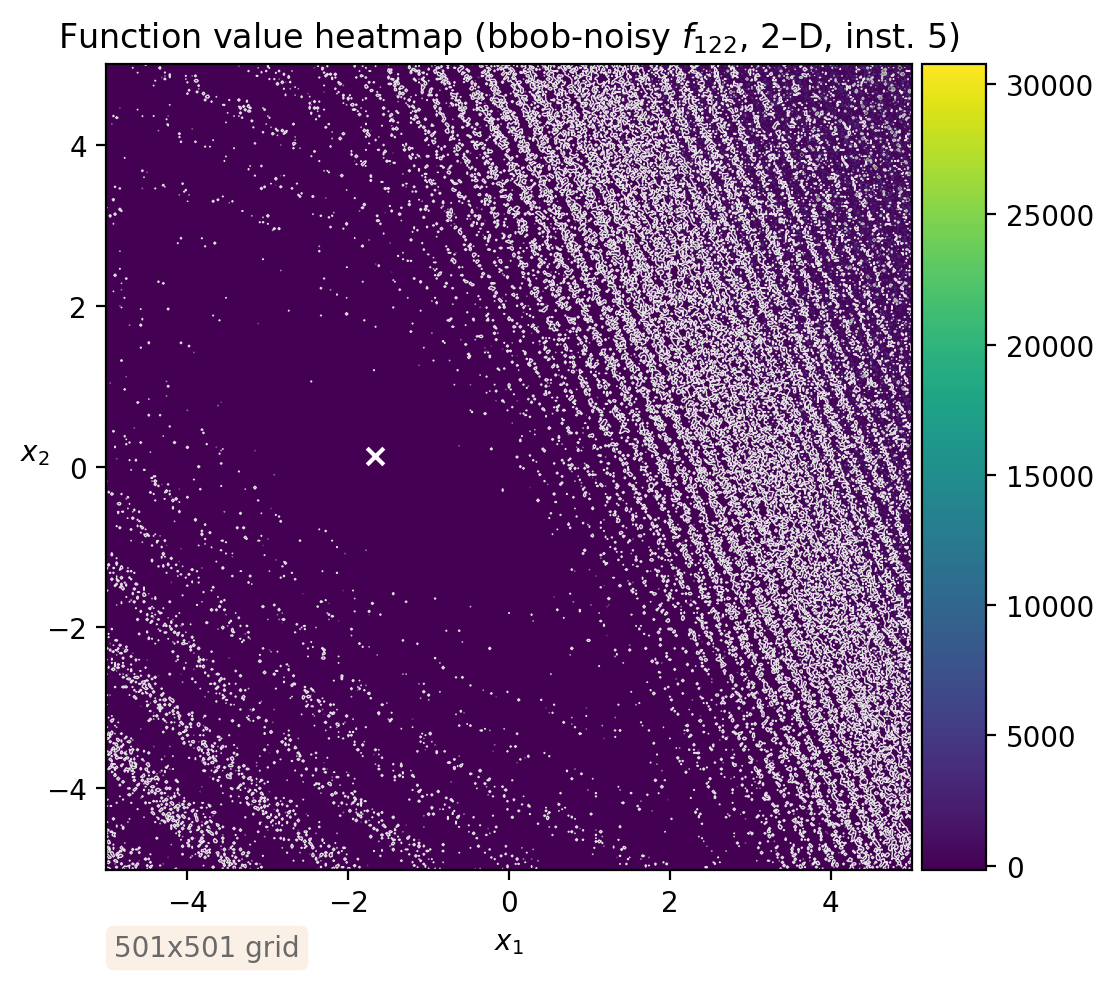 Function value heatmap (bbob-noisy f122, 2–D, inst. 5)
4
2
0
−2
−4
x2
−4 −2 0 2 4
x1
30000
25000
20000
15000
10000
5000
0
501x501 grid